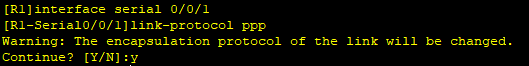 [R1]interface serial 0/0/1
[R1-Serial0/0/1]link-protocol ppp
Warning: The encapsulation protocol of the link will be changed.
Continue? [Y/N]:y